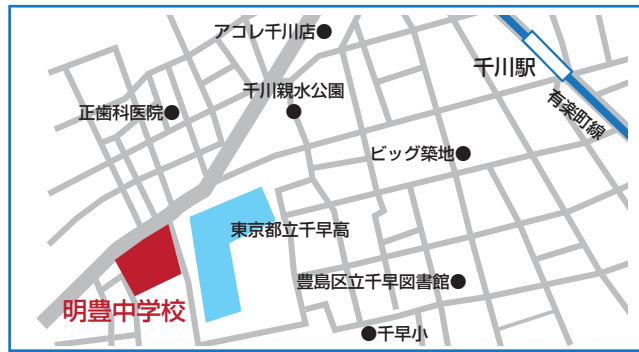 アコレ千川店
千川駅
千川親水公園
正歯科医院
有楽町線
ビッグ築地
東京都立千早高
豊島区立千早図書館
明豊中学校
千早小